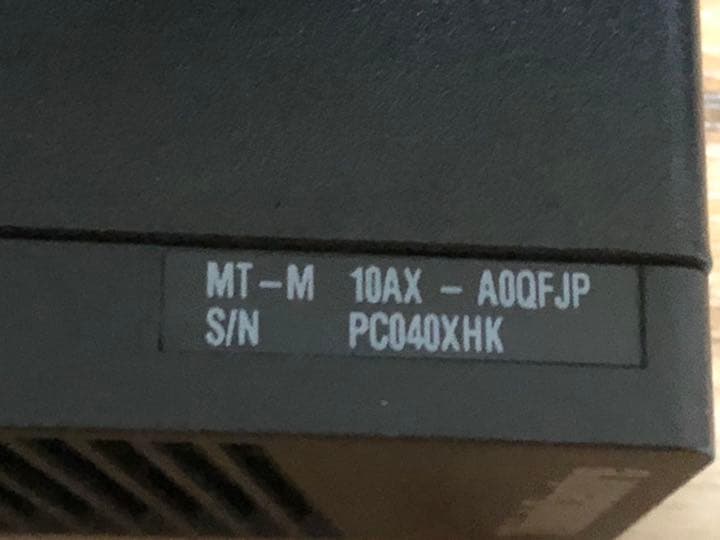 MT-M 10AX - A0QFJP
S/N PC040XHK